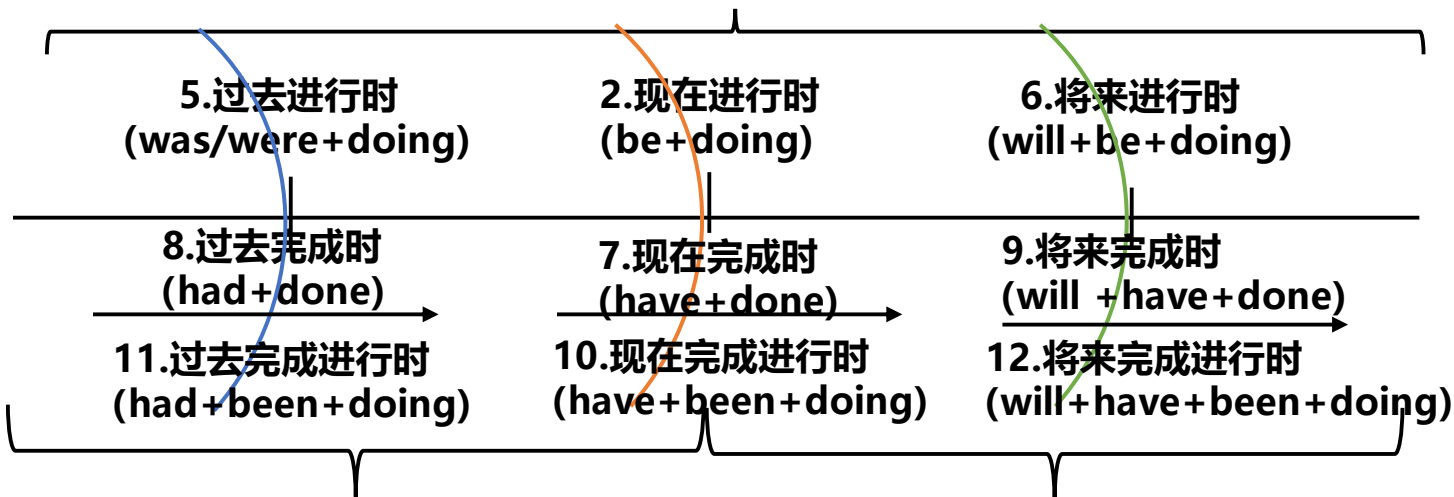 5.过去进行时
(was/were+doing)
2.现在进行时
(be+doing)
6.将来进行时
(will+be+doing)
8.过去完成时
(had+done)
7.现在完成时
(have+done)
9.将来完成时
(will +have+done)
11.过去完成进行时
(had+been+doing)
10.现在完成进行时
(have+been+doing)
12.将来完成进行时
(will+have+been+doing)